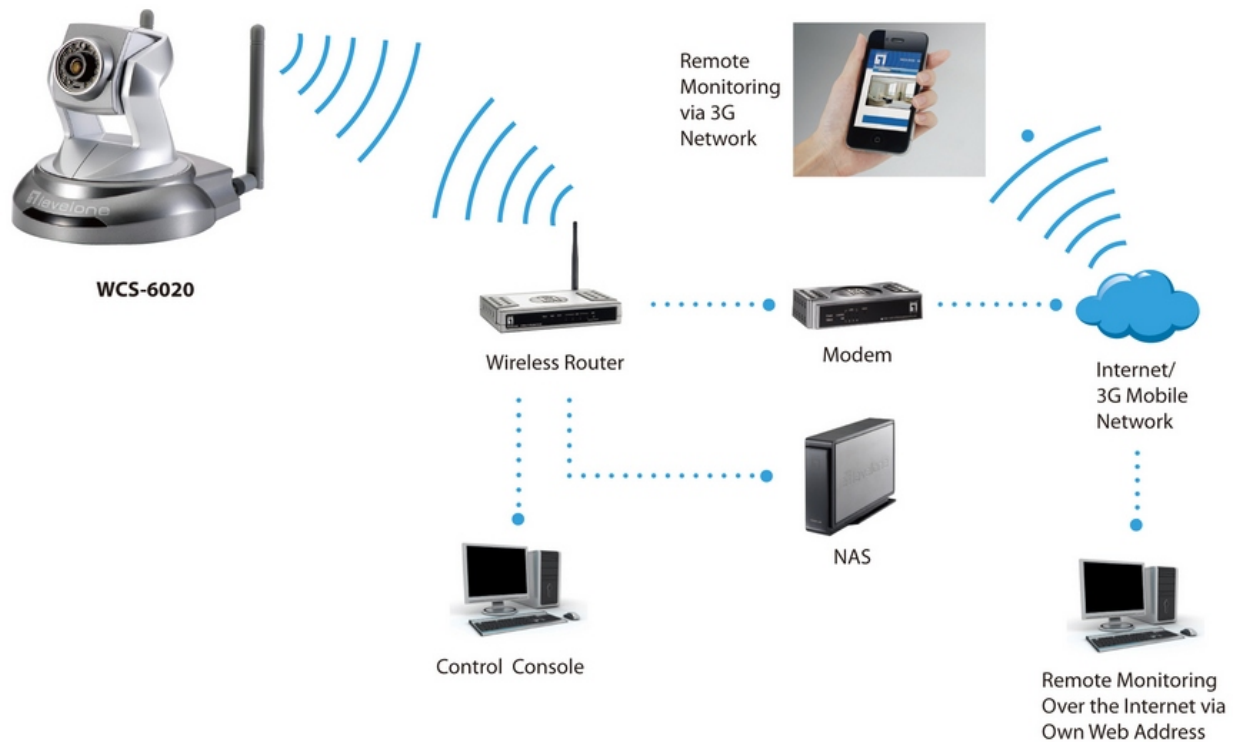 Remote
Monitoring
via 3G
Network
levelone
WCS-6020
Wireless Router
Modem
Internet/
3G Mobile
Network
NAS
Control Console
Remote Monitoring
Over the Internet via
Own Web Address